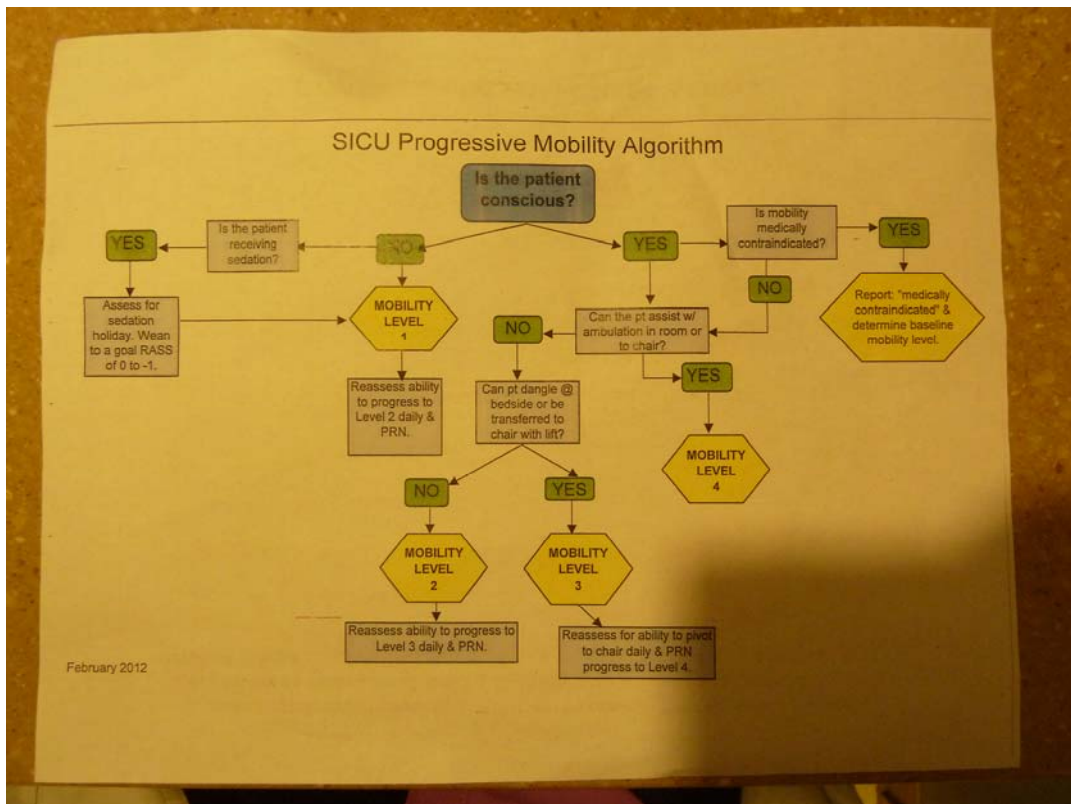 SICU Progressive Mobility Algorithm
Is the patient
conscious?
Is the patient
receiving
sedation?
YES
NO
YES
Is mobility
medically
contraindicated?
YES
NO
Assess for
sedation
holiday. Wean
to a goal RASS
of 0 to -1.
MOBILITY
LEVEL
1
NO
Can the pt assist w/
ambulation in room or
to chair?
Report: "medically
contraindicated" &
determine baseline
mobility level.
YES
Reassess ability
to progress to
Level 2 daily &
PRN.
Can pt dangle @
bedside or be
transferred to
chair with lift?
MOBILITY
LEVEL
4
NO
YES
MOBILITY
LEVEL
2
MOBILITY
LEVEL
3
Reassess ability to progress to
Level 3 daily & PRN.
Reassess for ability to pivot
to chair daily & PRN
progress to Level 4.
February 2012